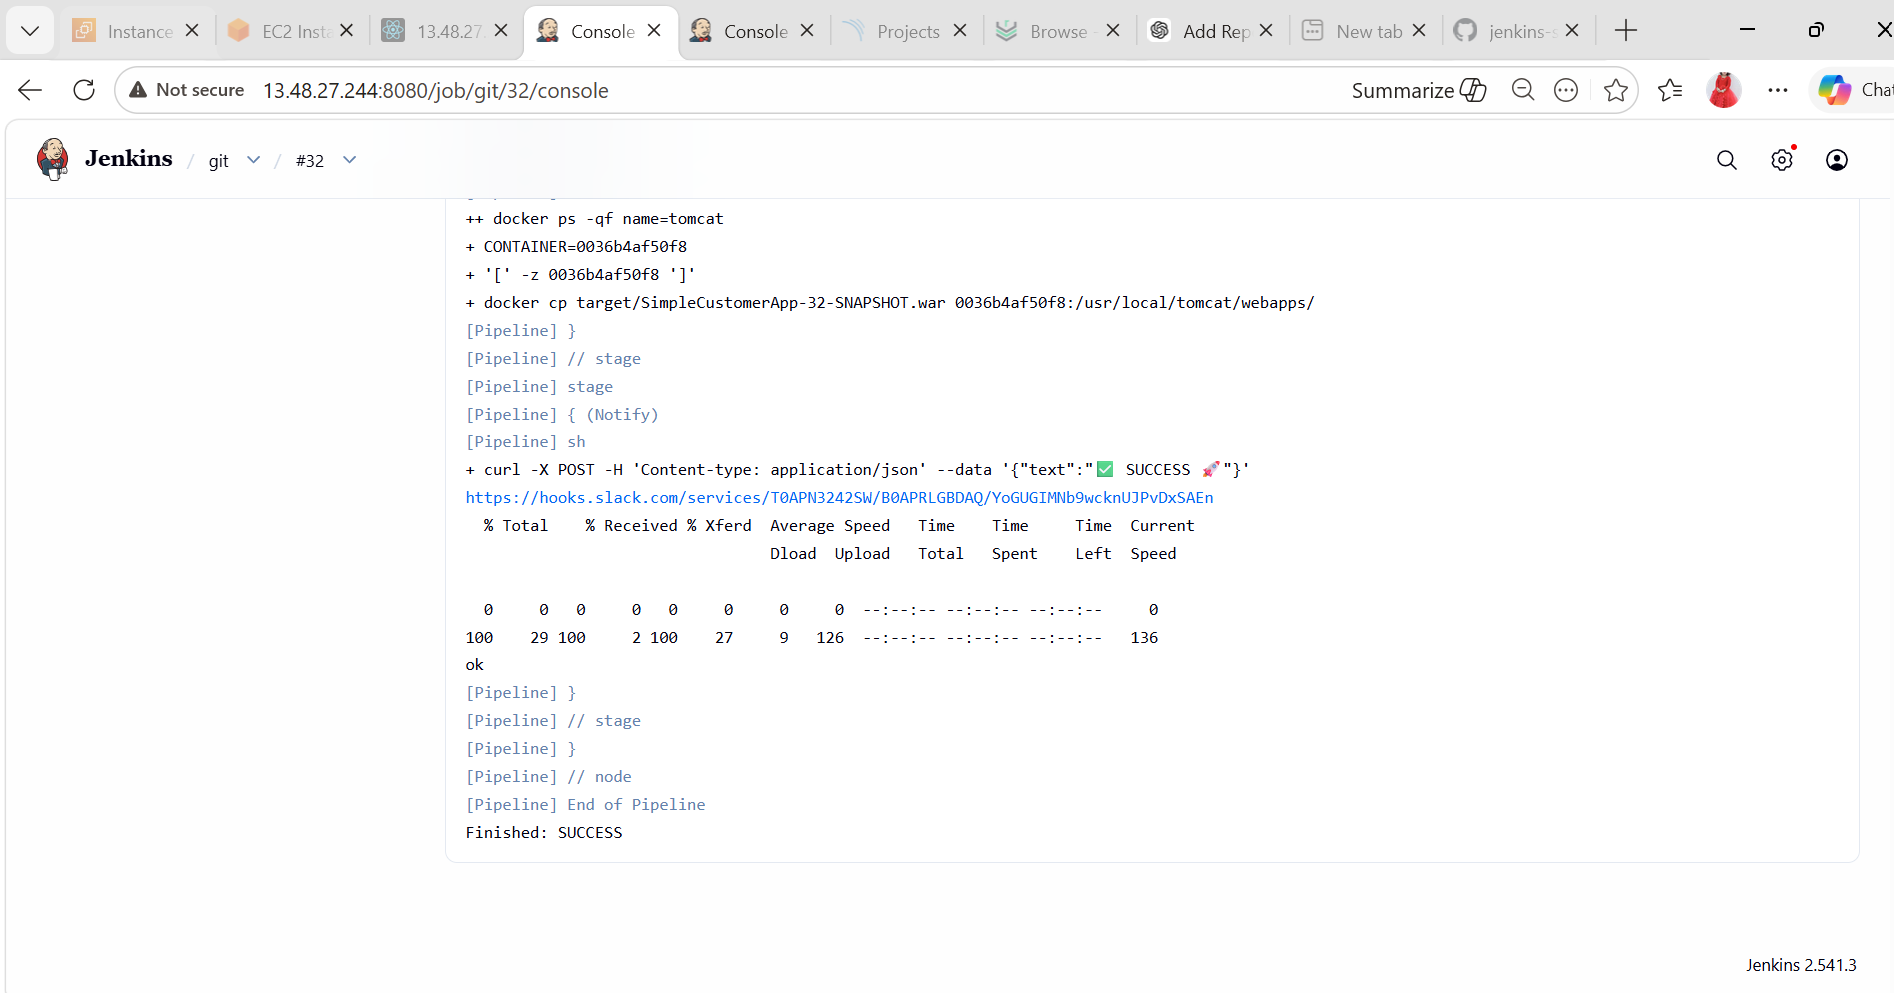 Instance
EC2 Insta
13.48.27.
Console
Console
Projects
Browse -
Add Rep
New tab
jenkins-s
Not secure
13.48.27.244:8080/job/git/32/console
Summarize
Chat
Jenkins / git / #32
++ docker ps -qf name=tomcat
+ CONTAINER=0036b4af50f8
+ '[' -z 0036b4af50f8 ']'
+ docker cp target/SimpleCustomerApp-32-SNAPSHOT.war 0036b4af50f8:/usr/local/tomcat/webapps/
[Pipeline] }
[Pipeline] // stage
[Pipeline] stage
[Pipeline] { (Notify)
[Pipeline] sh
+ curl -X POST -H 'Content-type: application/json' --data '{"text":"✅ SUCCESS 🚀"}'
https://hooks.slack.com/services/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
% Total    % Received % Xferd  Average Speed   Time    Time     Time  Current
Dload  Upload   Total   Spent    Left  Speed
0     0   0     0   0     0     0     0  --:--:-- --:--:-- --:--:--     0
100    29 100     2 100    27     9   126  --:--:-- --:--:-- --:--:--   136
ok
[Pipeline] }
[Pipeline] // stage
[Pipeline] }
[Pipeline] // node
[Pipeline] End of Pipeline
Finished: SUCCESS
Jenkins 2.541.3